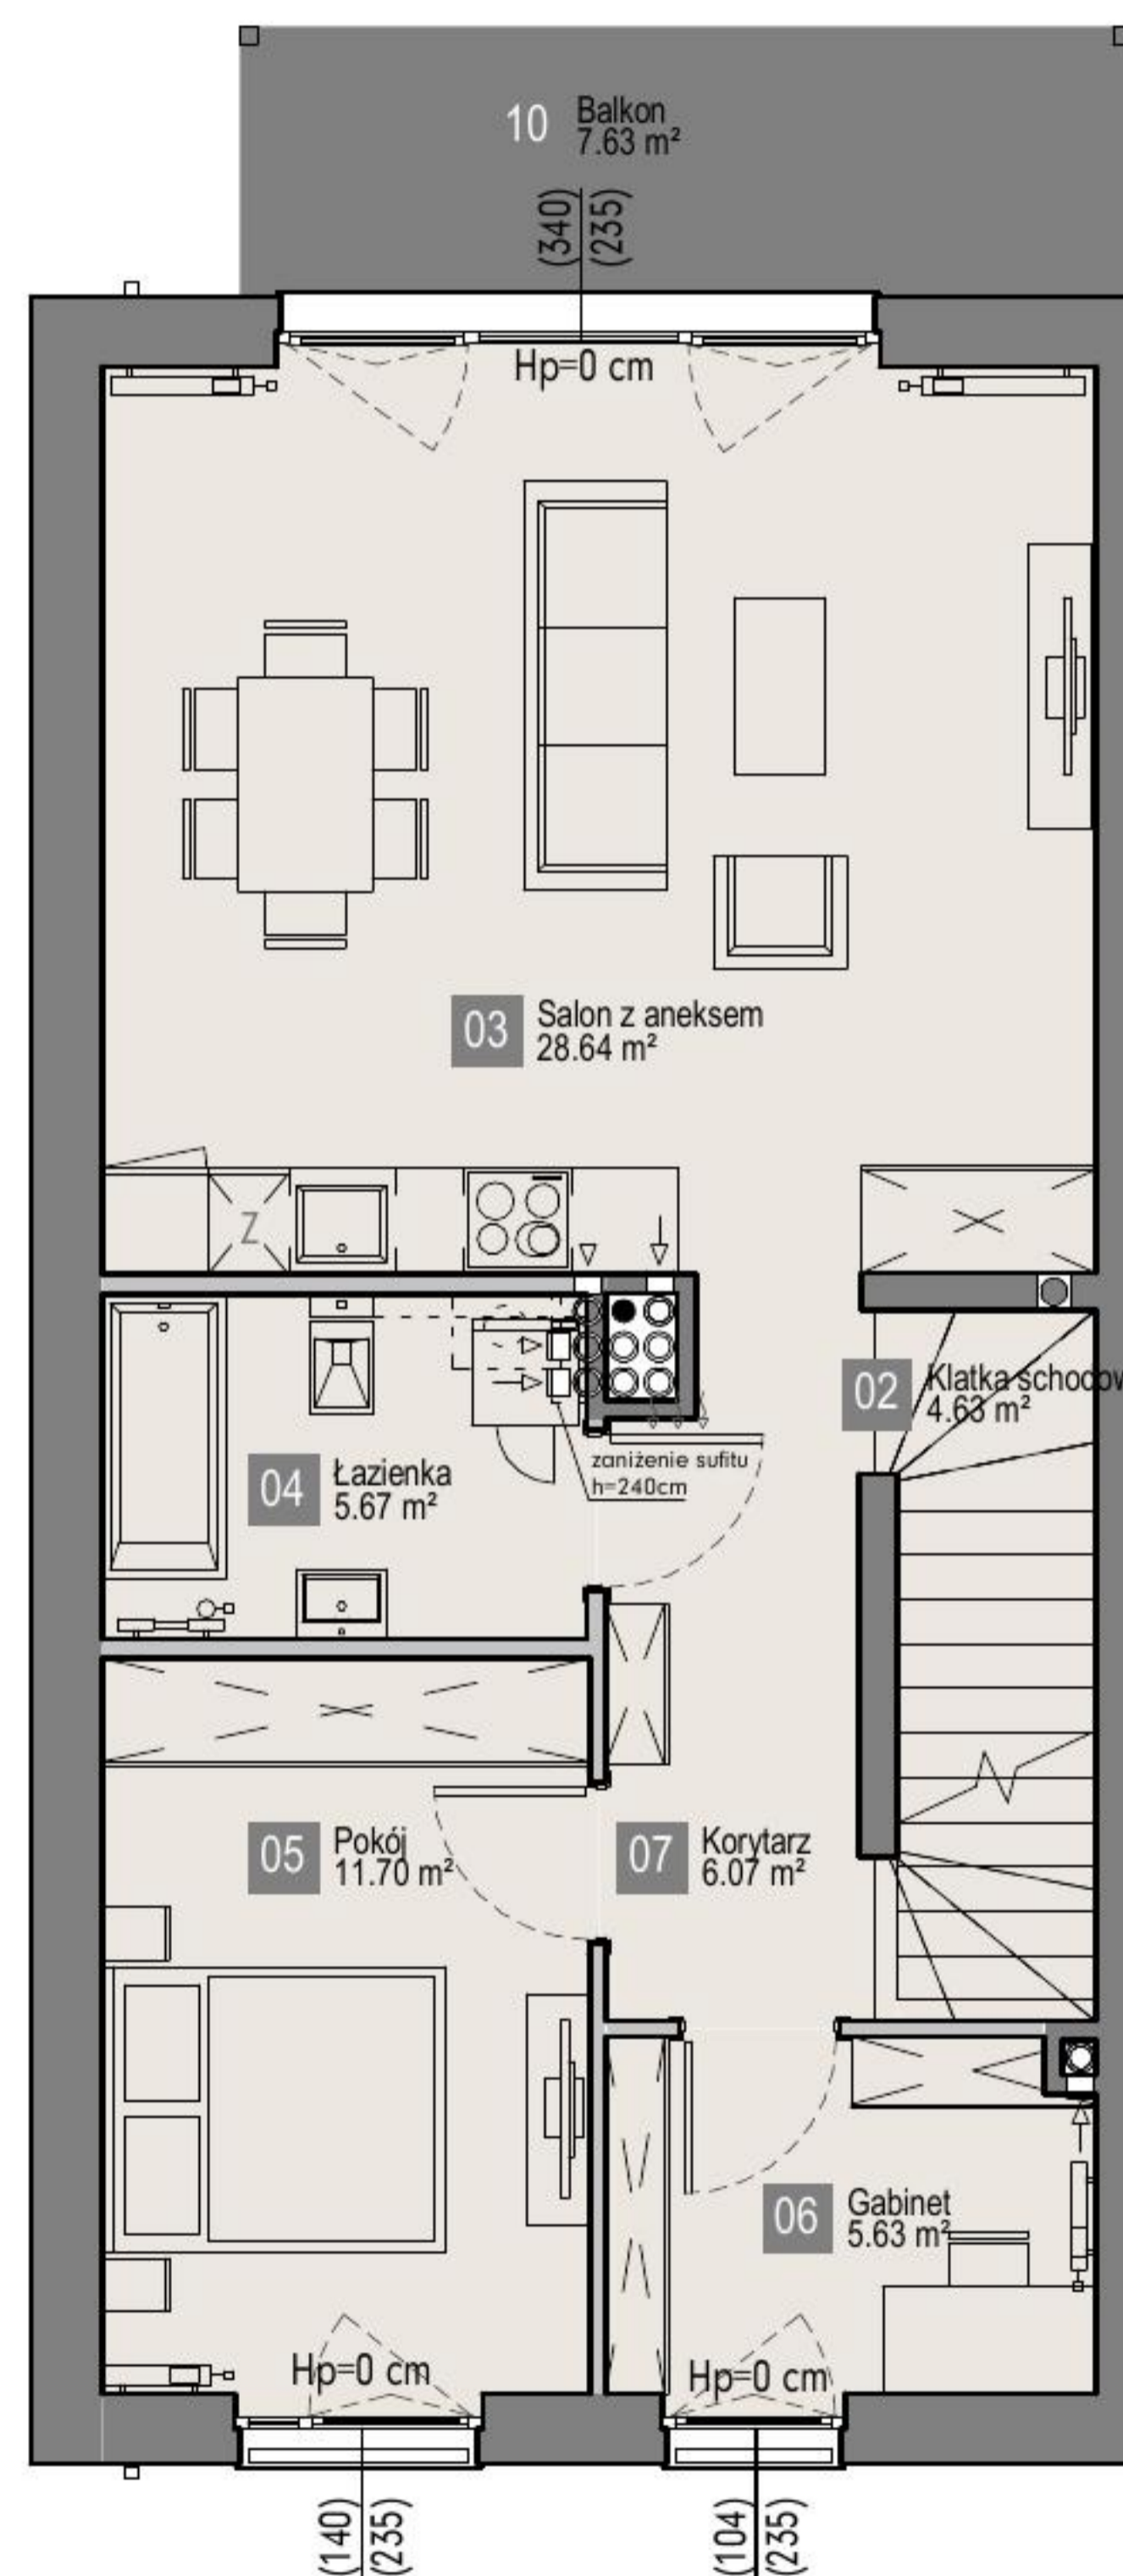 10 Balkon
7.63 m²
(340)
(235)
Hp=0 cm
03 Salon z aneksem
28.64 m²
Z
02 Klatka schodow
4.63 m²
zaniżenie sufitu
h=240cm
04 Łazienka
5.67 m²
05 Pokój
11.70 m²
07 Korytarz
6.07 m²
06 Gabinet
5.63 m²
Hp=0 cm
Hp=0 cm
(140)
(235)
(104)
(235)